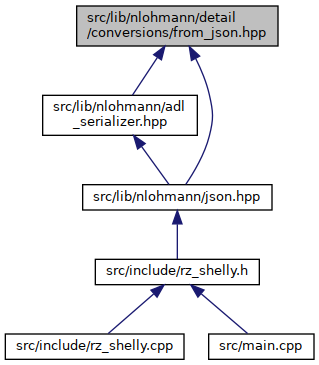 src/lib/nlohmann/detail
/conversions/from_json.hpp
src/lib/nlohmann/adl
_serializer.hpp
src/lib/nlohmann/json.hpp
src/include/rz_shelly.h
src/include/rz_shelly.cpp
src/main.cpp